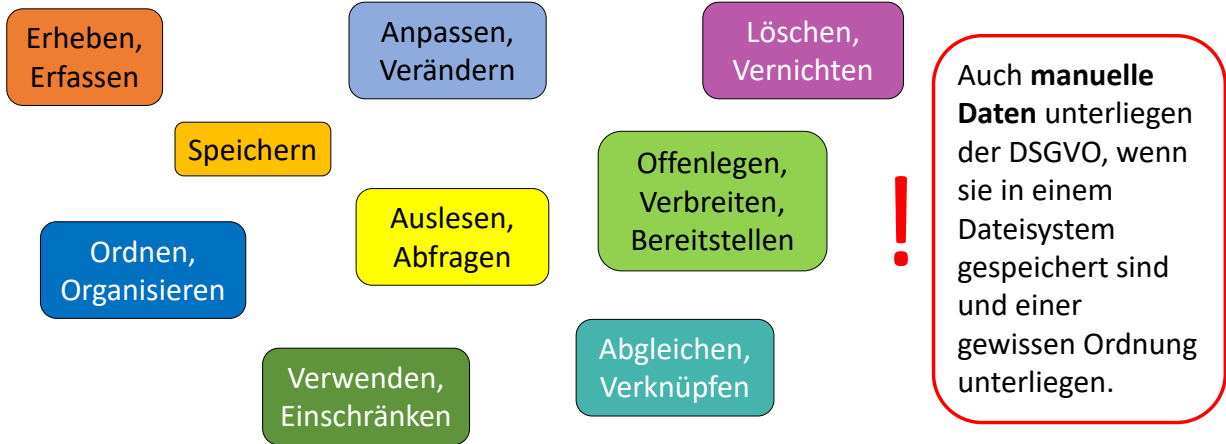 Erheben,
Erfassen
Anpassen,
Verändern
Löschen,
Vernichten
Speichern
Offenlegen,
Verbreiten,
Bereitstellen
Auslesen,
Abfragen
Ordnen,
Organisieren
Verwenden,
Einschränken
Abgleichen,
Verknüpfen
!
Auch manuelle
Daten unterliegen
der DSGVO, wenn
sie in einem
Dateisystem
gespeichert sind
und einer
gewissen Ordnung
unterliegen.